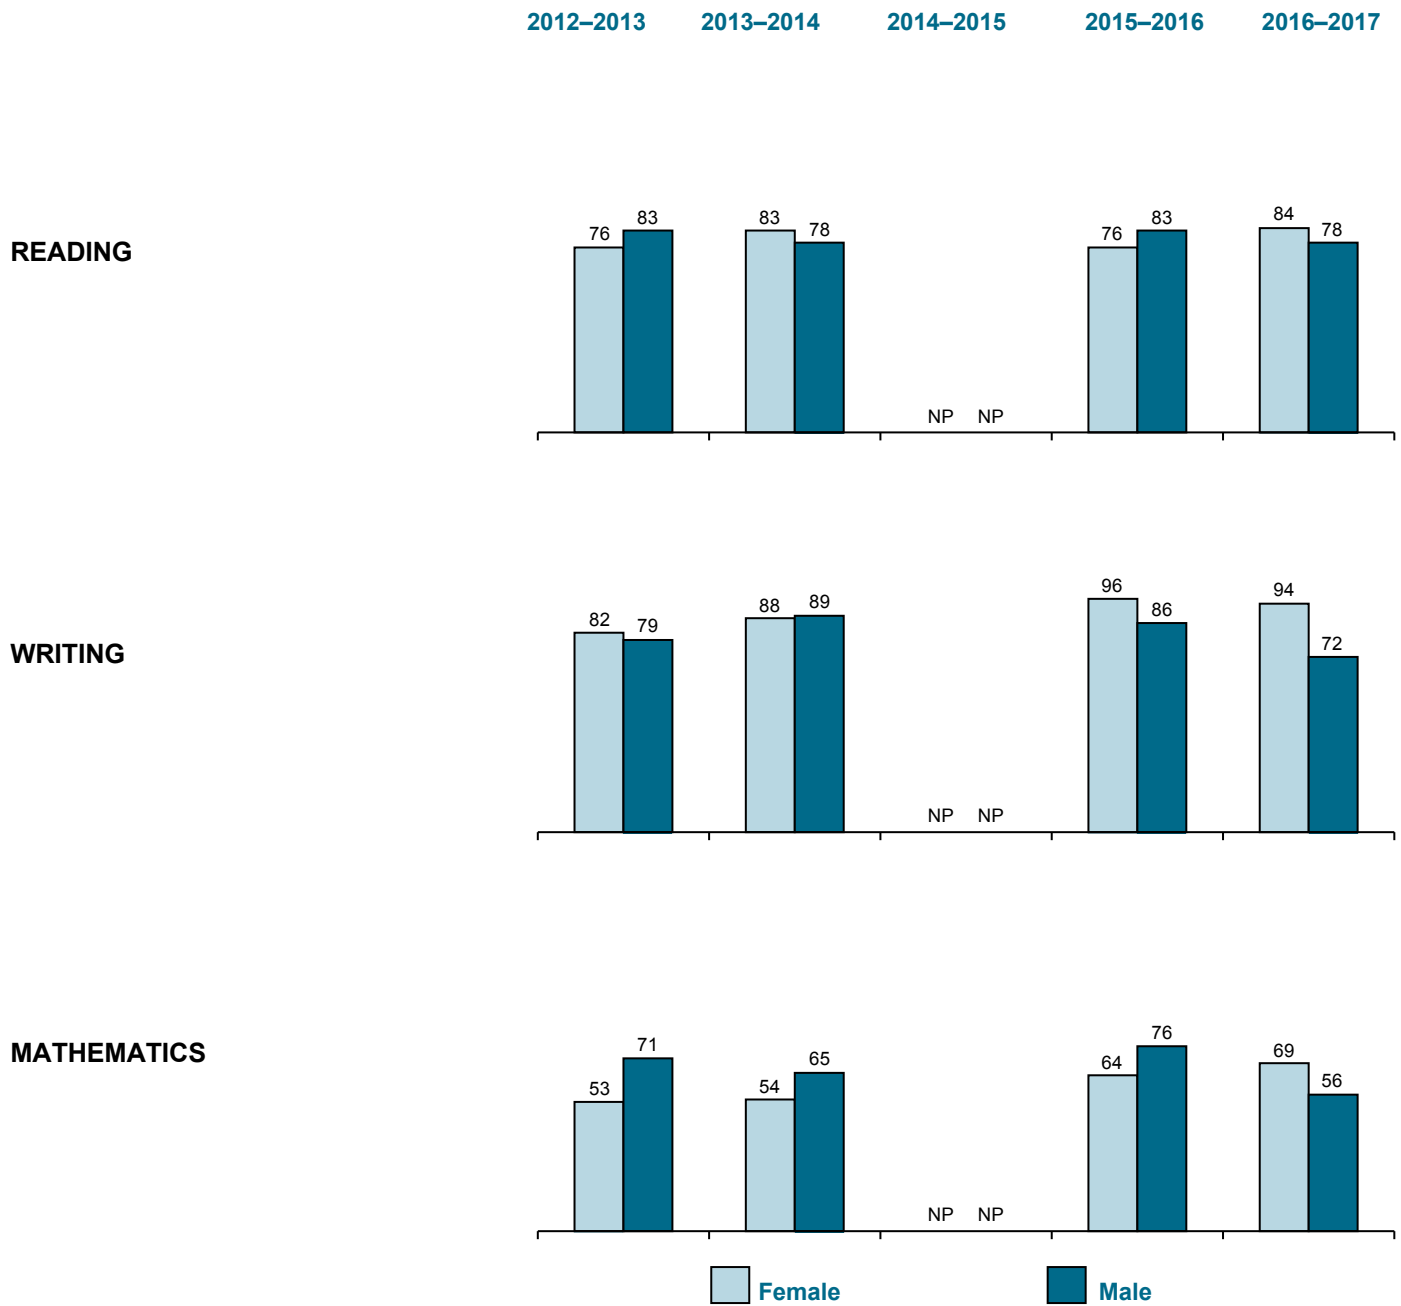 2012–2013 2013–2014 2014–2015 2015–2016 2016–2017
READING
76 83 83 78 NP NP 76 83 84 78
WRITING
82 79 88 89 NP NP 96 86 94 72
MATHEMATICS
53 71 54 65 NP NP 64 76 69 56
Female Male